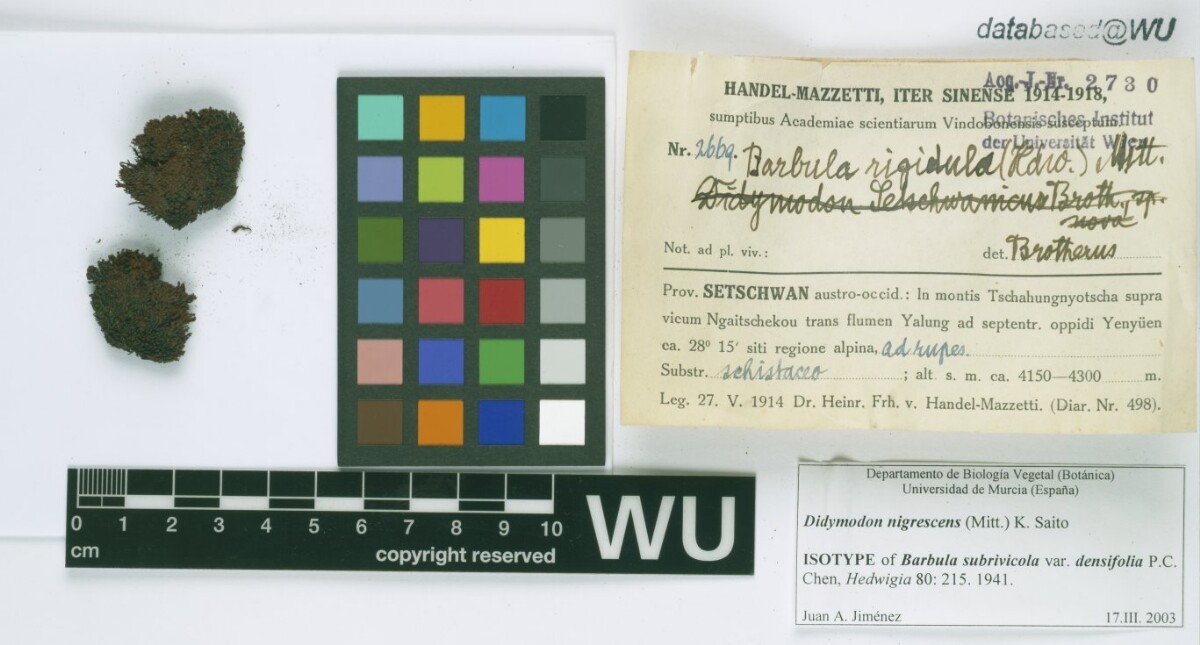 databased@WU
Acq.-J.-Nr. 2730
Botanisches Institut
der Universität Wien
HANDEL-MAZZETTI, ITER SINENSE 1914-1918,
sumptibus Academiae scientiarum Vindobonensis susceptum.
Nr. 2669. Barbula rigidula (Hdw.) Mitt.
Didymodon Setschwanicus Broth. sp.
nova
Not. ad pl. viv.: det. Brotherus
Prov. SETSCHWAN austro-occid.: In montis Tschahungnyotscha supra
vicum Ngaitschekou trans flumen Yalung ad septentr. oppidi Yenyüen
ca. 28° 15′ siti regione alpina, ad rupes.
Substr. schistaceo ; alt. s. m. ca. 4150—4300 m.
Leg. 27. V. 1914 Dr. Heinr. Frh. v. Handel-Mazzetti. (Diar. Nr. 498).
0 1 2 3 4 5 6 7 8 9 10
cm
copyright reserved
WU
Departamento de Biología Vegetal (Botánica)
Universidad de Murcia (España)
Didymodon nigrescens (Mitt.) K. Saito
ISOTYPE of Barbula subrivicola var. densifolia P.C.
Chen, Hedwigia 80: 215. 1941.
Juan A. Jiménez 17.III. 2003